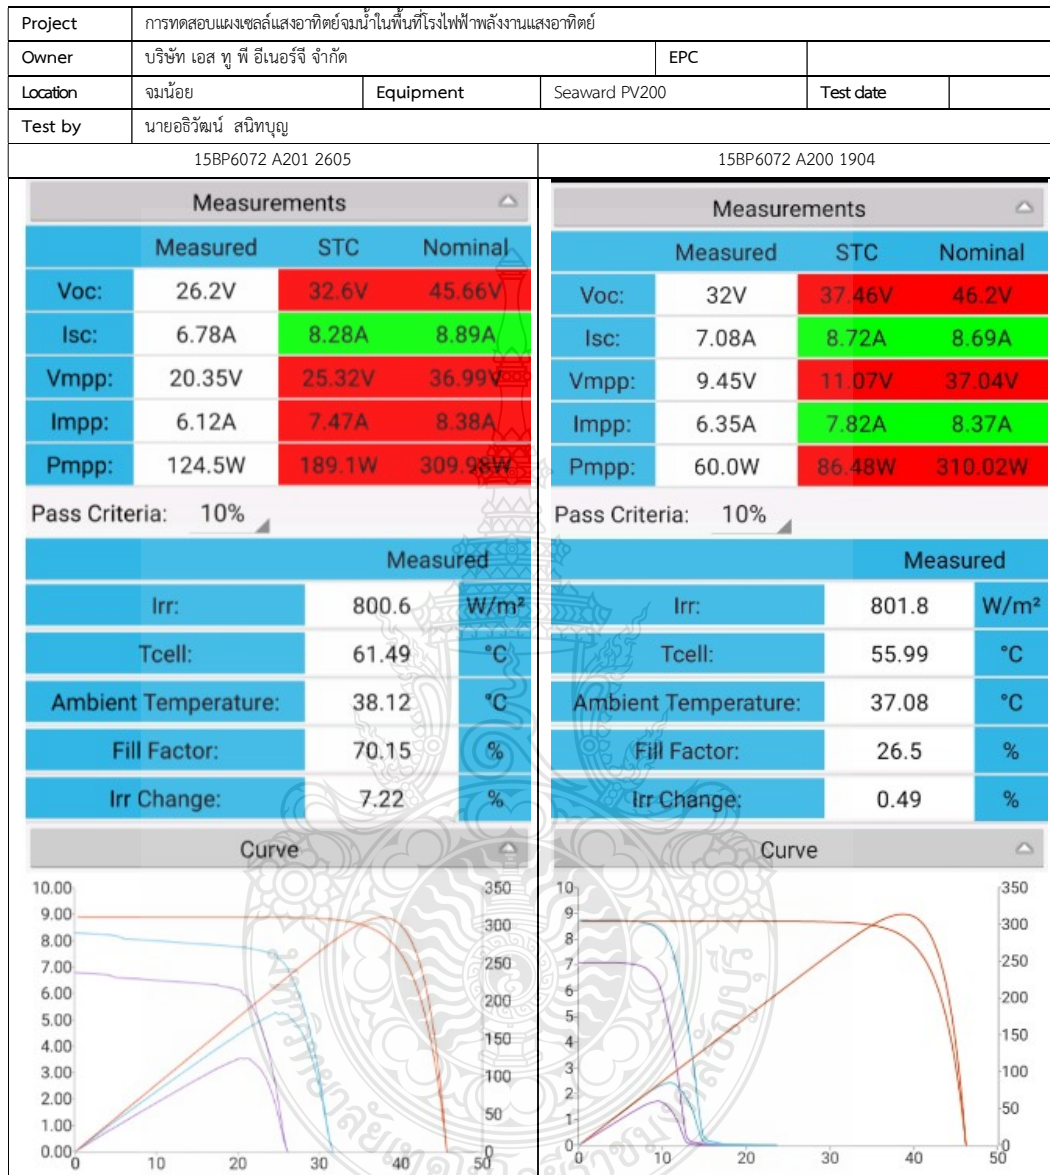 Project การทดสอบแผงเซลล์แสงอาทิตย์จมน้ำในพื้นที่โรงไฟฟ้าพลังงานแสงอาทิตย์
Owner บริษัท เอส ทู พี อีเนอร์จี จำกัด EPC
Location จมน้อย Equipment Seaward PV200 Test date
Test by นายอธิวัฒน์ สนิทบุญ
15BP6072 A201 2605 15BP6072 A200 1904
Measurements
Measured STC Nominal
Voc: 26.2V 32.6V 45.66V
Isc: 6.78A 8.28A 8.89A
Vmpp: 20.35V 25.32V 36.99V
Impp: 6.12A 7.47A 8.38A
Pmpp: 124.5W 189.1W 309.98W
Pass Criteria: 10%
Measured
Irr: 800.6 W/m²
Tcell: 61.49 °C
Ambient Temperature: 38.12 °C
Fill Factor: 70.15 %
Irr Change: 7.22 %
Curve
10.00 350
9.00 300
8.00 250
7.00
6.00 200
5.00
4.00 150
3.00 100
2.00 50
1.00
0.00 0
0 10 20 30 40 50
Measurements
Measured STC Nominal
Voc: 32V 37.46V 46.2V
Isc: 7.08A 8.72A 8.69A
Vmpp: 9.45V 11.07V 37.04V
Impp: 6.35A 7.82A 8.37A
Pmpp: 60.0W 86.48W 310.02W
Pass Criteria: 10%
Measured
Irr: 801.8 W/m²
Tcell: 55.99 °C
Ambient Temperature: 37.08 °C
Fill Factor: 26.5 %
Irr Change: 0.49 %
Curve
10 350
9 300
8
7 250
6 200
5
4 150
3 100
2 50
1
0 0
0 10 20 30 40 50